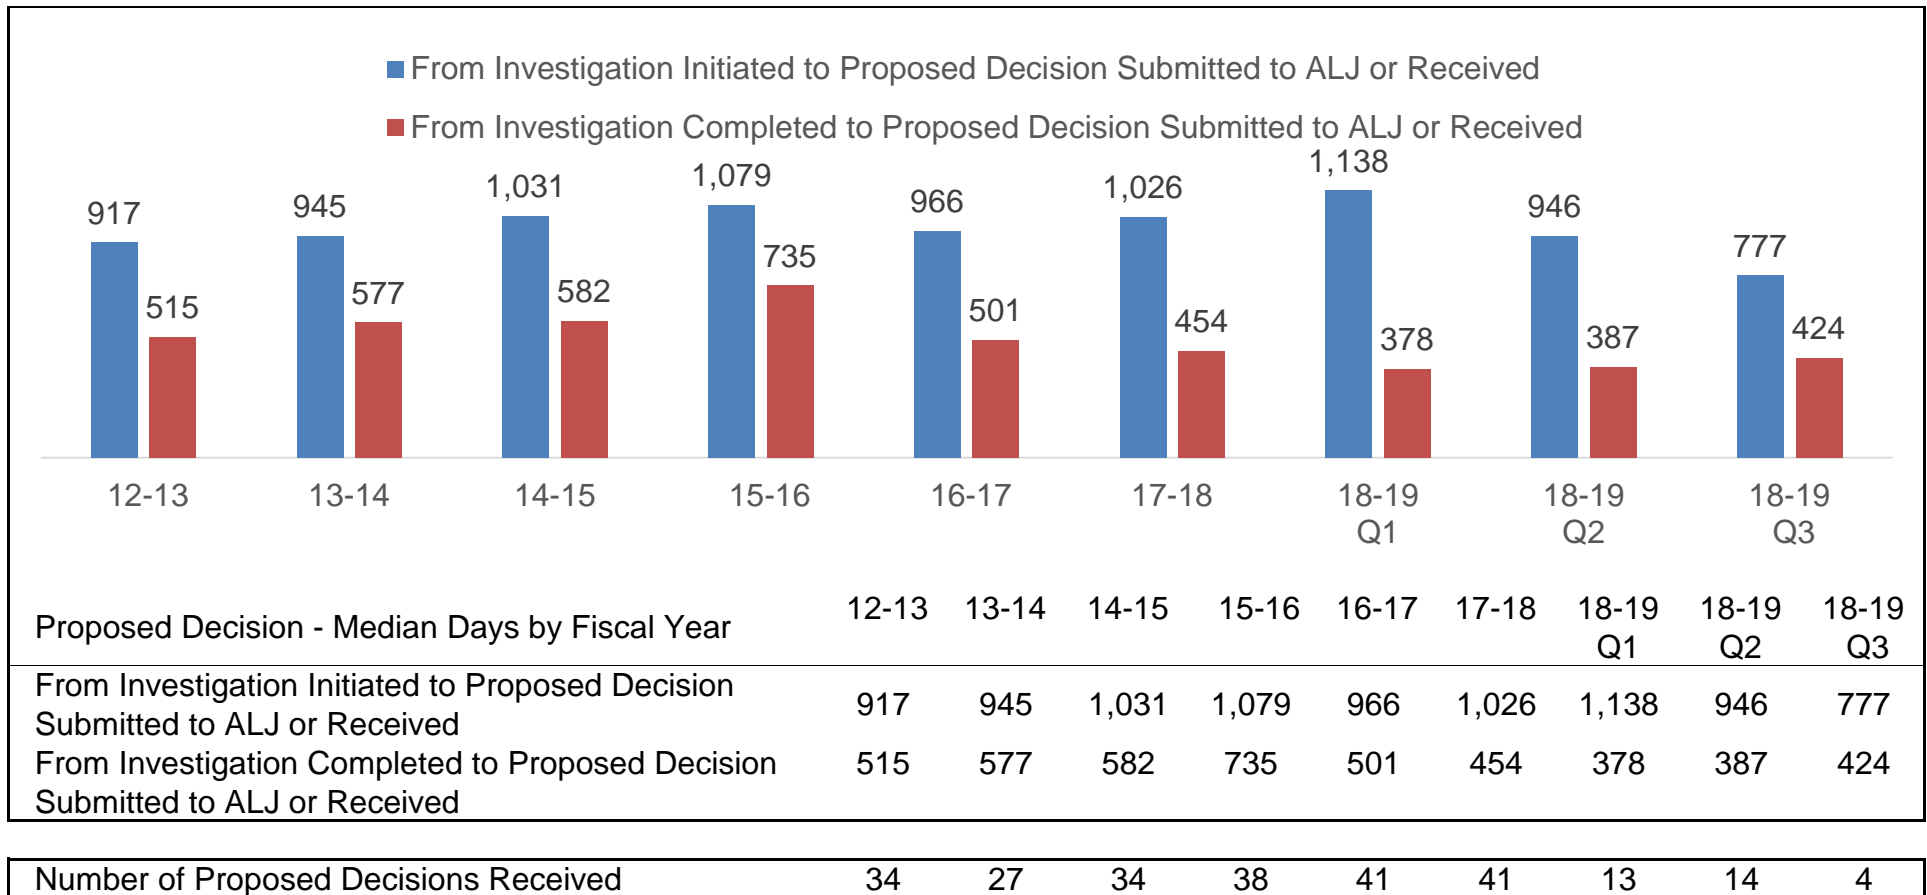 From Investigation Initiated to Proposed Decision Submitted to ALJ or Received
From Investigation Completed to Proposed Decision Submitted to ALJ or Received
917 515 945 577 1,031 582 1,079 735 966 501 1,026 454 1,138 378 946 387 777 424
12-13 13-14 14-15 15-16 16-17 17-18 18-19 18-19 18-19
Q1 Q2 Q3
Proposed Decision - Median Days by Fiscal Year 12-13 13-14 14-15 15-16 16-17 17-18 18-19 18-19 18-19
Q1 Q2 Q3
From Investigation Initiated to Proposed Decision
Submitted to ALJ or Received 917 945 1,031 1,079 966 1,026 1,138 946 777
From Investigation Completed to Proposed Decision 515 577 582 735 501 454 378 387 424
Submitted to ALJ or Received
Number of Proposed Decisions Received 34 27 34 38 41 41 13 14 4